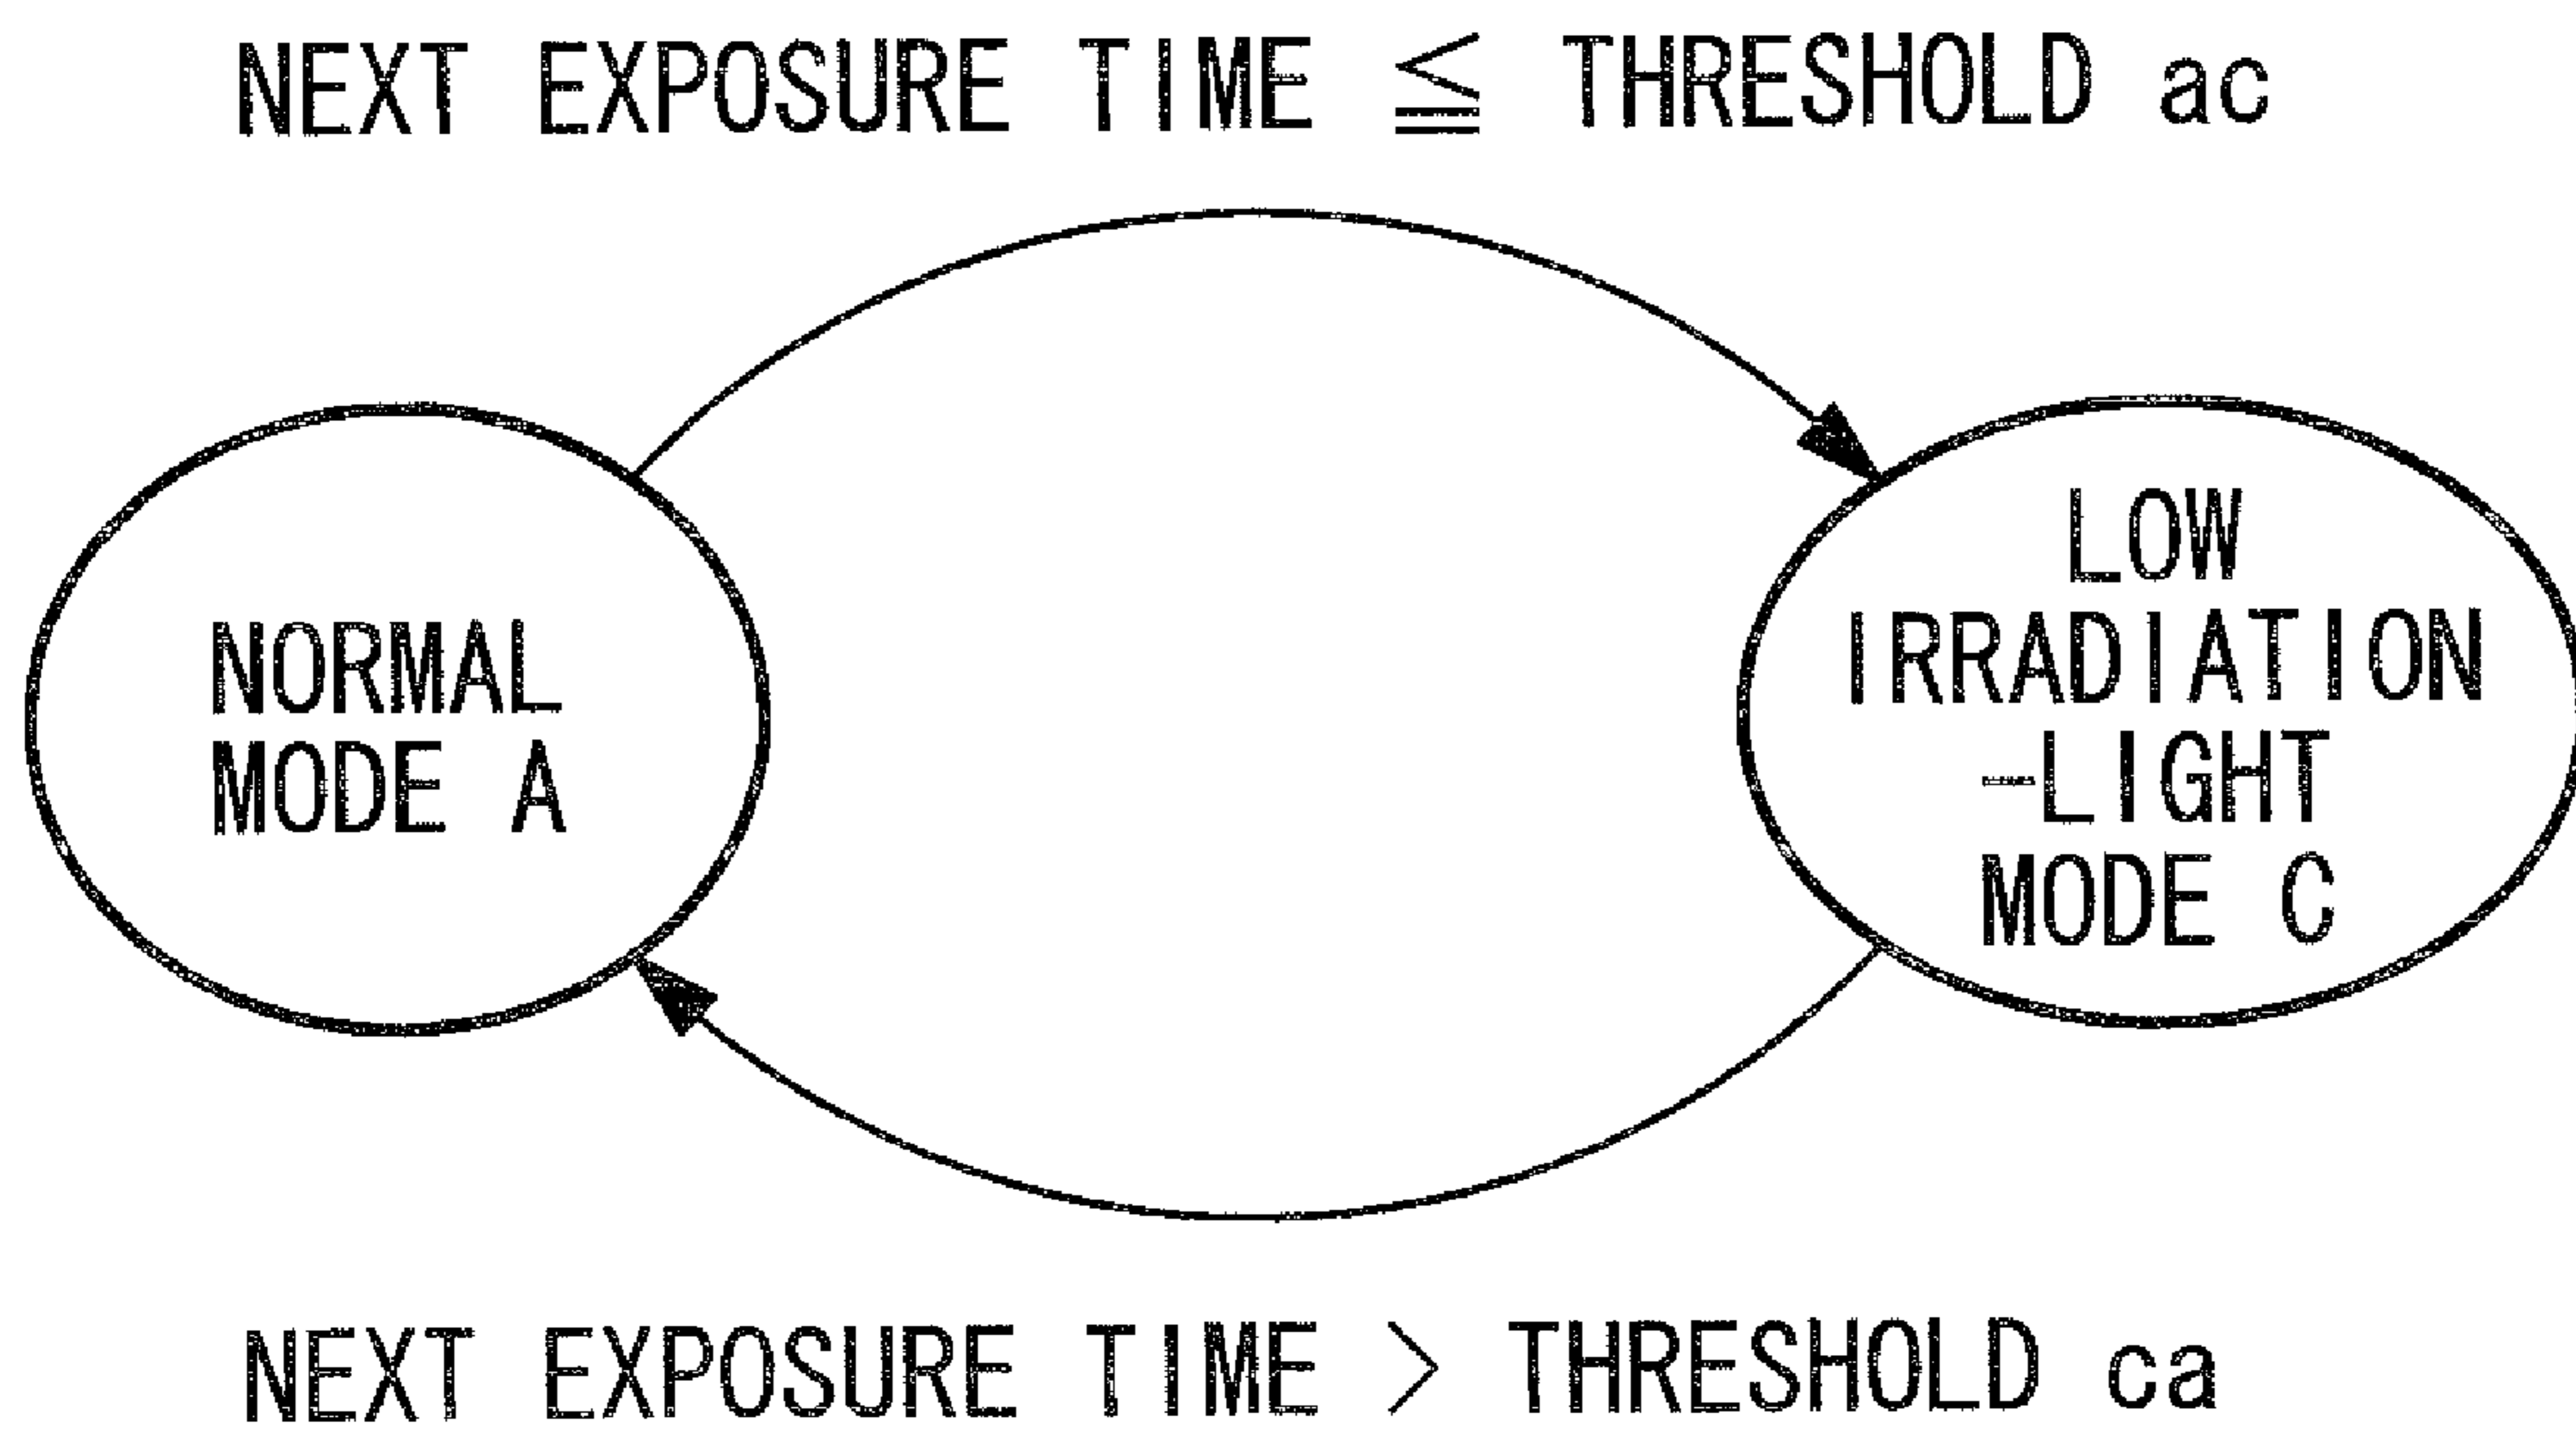 NEXT EXPOSURE TIME ≦ THRESHOLD ac
NORMAL
MODE A
LOW
IRRADIATION
-LIGHT
MODE C
NEXT EXPOSURE TIME > THRESHOLD ca